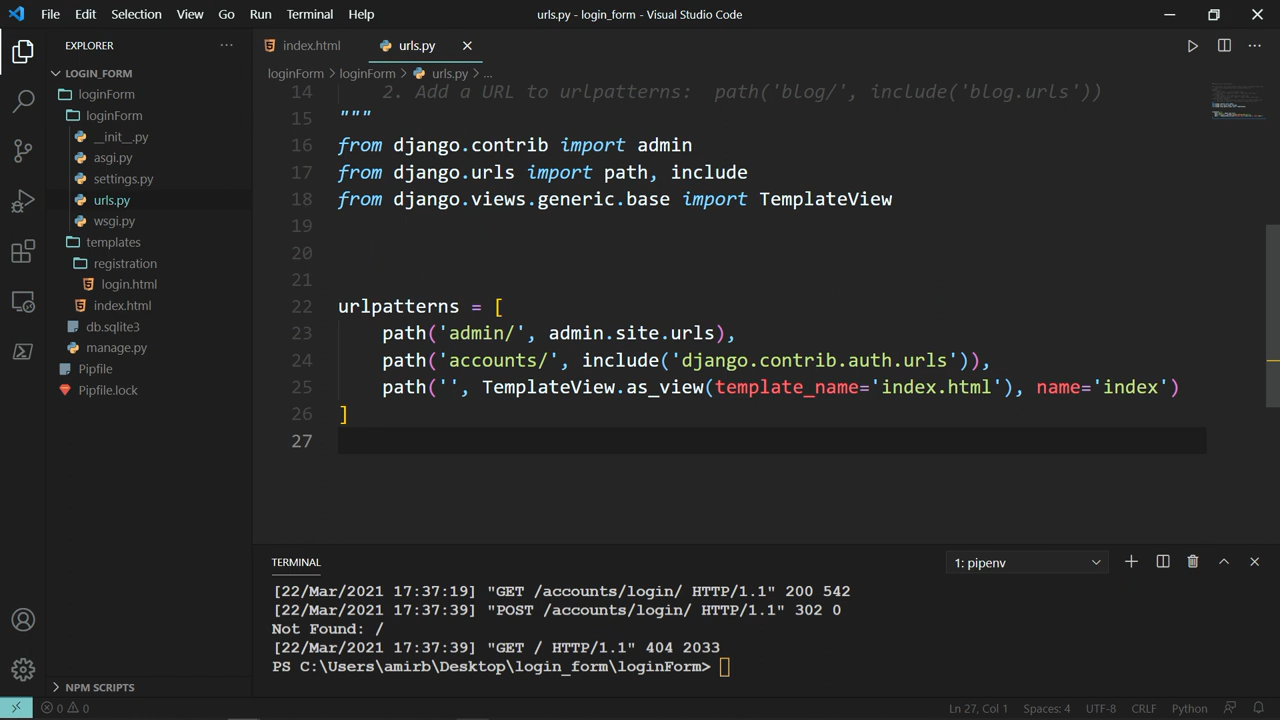 File Edit Selection View Go Run Terminal Help urls.py - login_form - Visual Studio Code
EXPLORER
LOGIN_FORM
loginForm
loginForm
__init__.py
asgi.py
settings.py
urls.py
wsgi.py
templates
registration
login.html
index.html
db.sqlite3
manage.py
Pipfile
Pipfile.lock
NPM SCRIPTS
index.html urls.py
loginForm > loginForm > urls.py > ...
14 2. Add a URL to urlpatterns: path('blog/', include('blog.urls'))
15 """
16 from django.contrib import admin
17 from django.urls import path, include
18 from django.views.generic.base import TemplateView
19
20
21
22 urlpatterns = [
23 path('admin/', admin.site.urls),
24 path('accounts/', include('django.contrib.auth.urls')),
25 path('', TemplateView.as_view(template_name='index.html'), name='index')
26 ]
27
TERMINAL 1: pipenv
[22/Mar/2021 17:37:19] "GET /accounts/login/ HTTP/1.1" 200 542
[22/Mar/2021 17:37:39] "POST /accounts/login/ HTTP/1.1" 302 0
Not Found: /
[22/Mar/2021 17:37:39] "GET / HTTP/1.1" 404 2033
PS C:\Users\amirb\Desktop\login_form\loginForm>
0 0 Ln 27, Col 1 Spaces: 4 UTF-8 CRLF Python